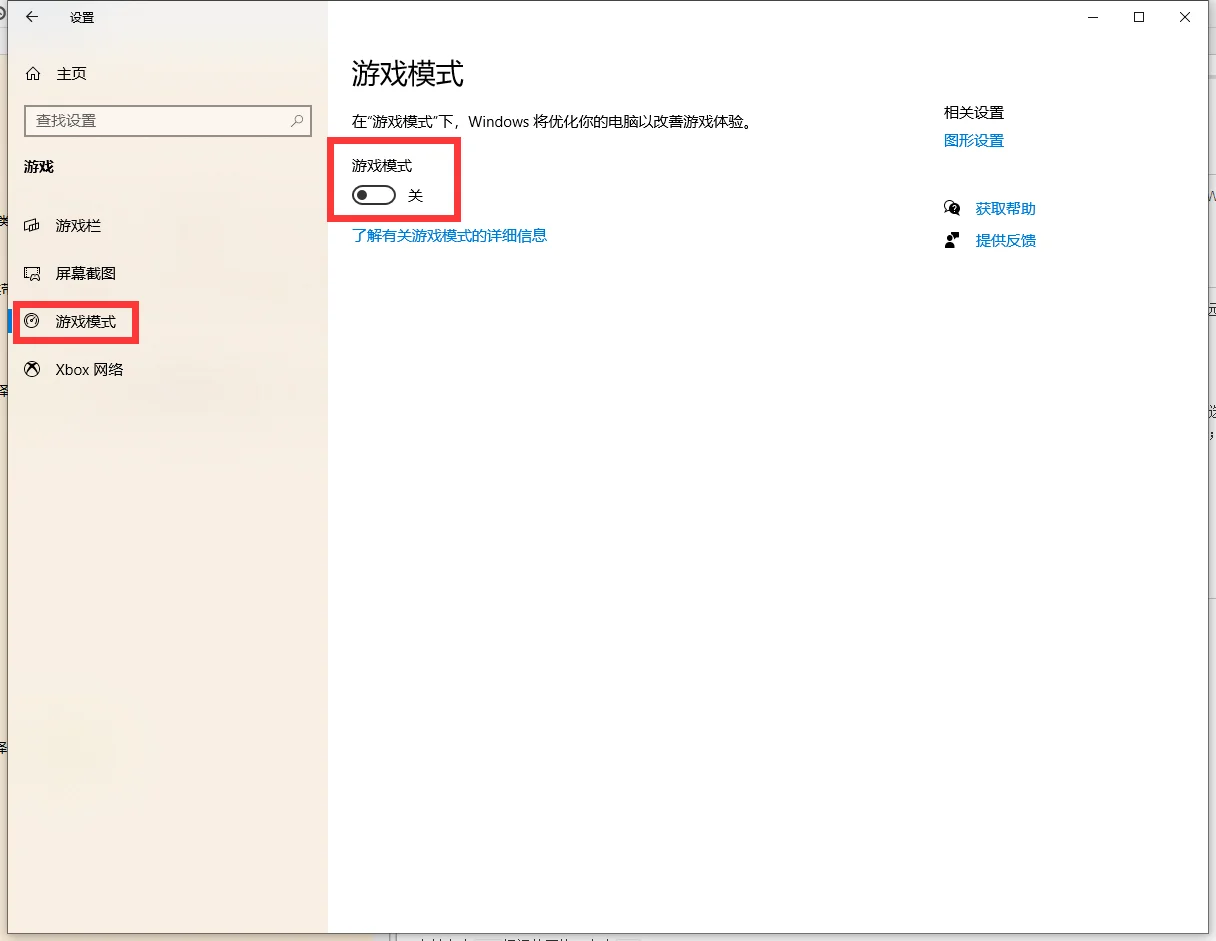 设置
主页
查找设置
游戏
游戏栏
屏幕截图
游戏模式
Xbox 网络
游戏模式
在“游戏模式”下，Windows 将优化你的电脑以改善游戏体验。
游戏模式
关
了解有关游戏模式的详细信息
相关设置
图形设置
获取帮助
提供反馈